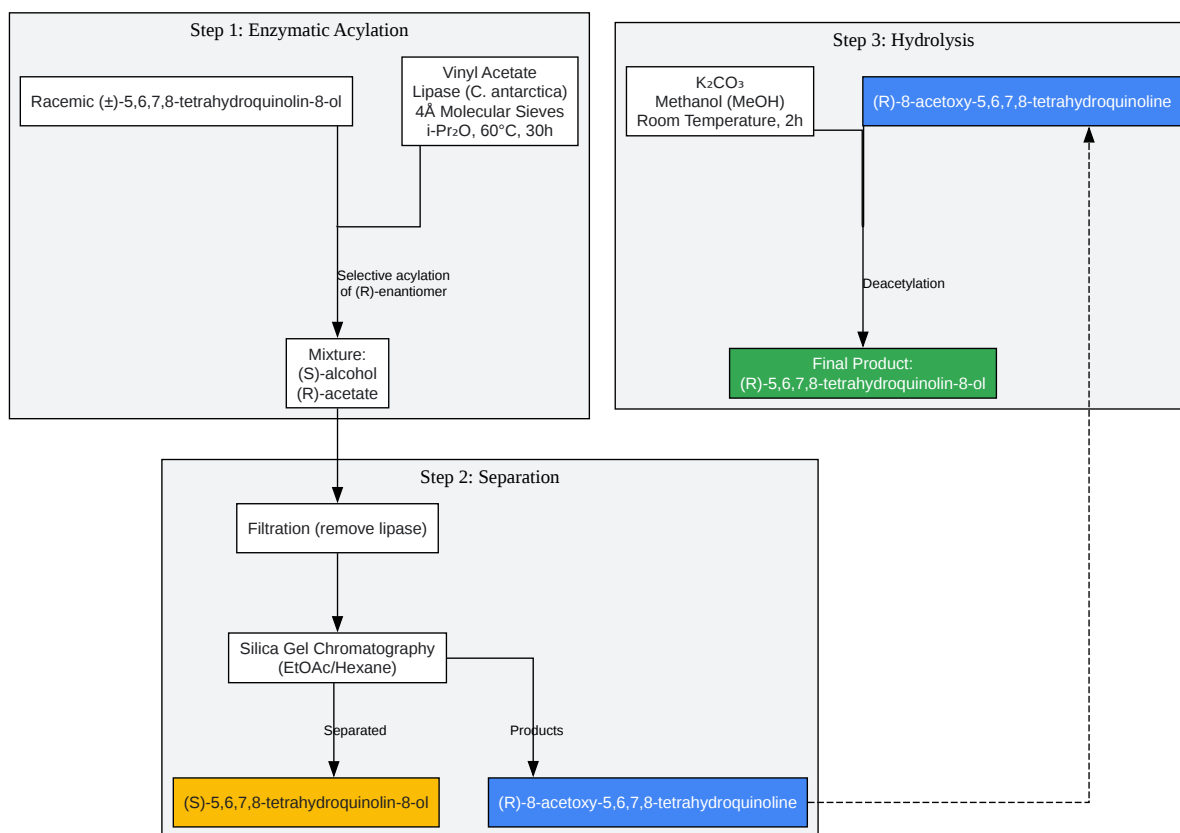 Step 1: Enzymatic Acylation
Racemic (±)-5,6,7,8-tetrahydroquinolin-8-ol
Vinyl Acetate
Lipase (C. antarctica)
4Å Molecular Sieves
i-Pr₂O, 60°C, 30h
Selective acylation
of (R)-enantiomer
Mixture:
(S)-alcohol
(R)-acetate
Step 2: Separation
Filtration (remove lipase)
Silica Gel Chromatography
(EtOAc/Hexane)
Separated
Products
(S)-5,6,7,8-tetrahydroquinolin-8-ol
(R)-8-acetoxy-5,6,7,8-tetrahydroquinoline
Step 3: Hydrolysis
K₂CO₃
Methanol (MeOH)
Room Temperature, 2h
(R)-8-acetoxy-5,6,7,8-tetrahydroquinoline
Deacetylation
Final Product:
(R)-5,6,7,8-tetrahydroquinolin-8-ol